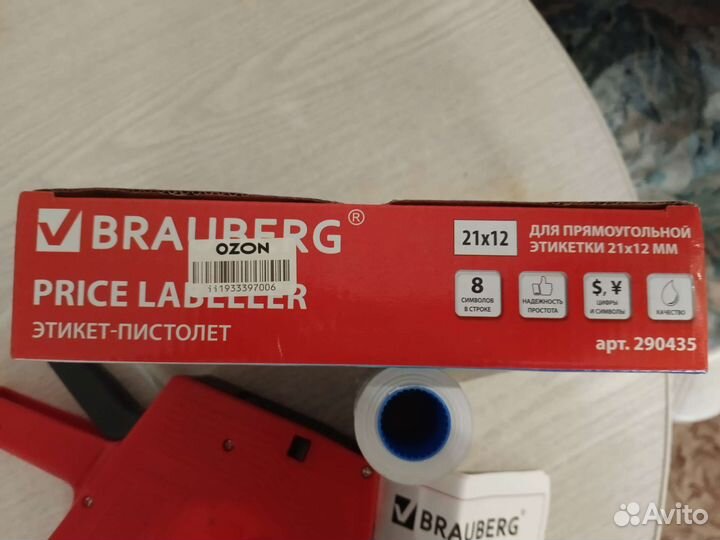 BRAUBERG®
OZON
ii1933397006
PRICE LABELLER
ЭТИКЕТ-ПИСТОЛЕТ
21x12
ДЛЯ ПРЯМОУГОЛЬНОЙ
ЭТИКЕТКИ 21x12 ММ
8
СИМВОЛОВ
В СТРОКЕ
НАДЕЖНОСТЬ
ПРОСТОТА
$, ¥
ЦИФРЫ
И СИМВОЛЫ
КАЧЕСТВО
арт. 290435
BRAUBERG®
Avito